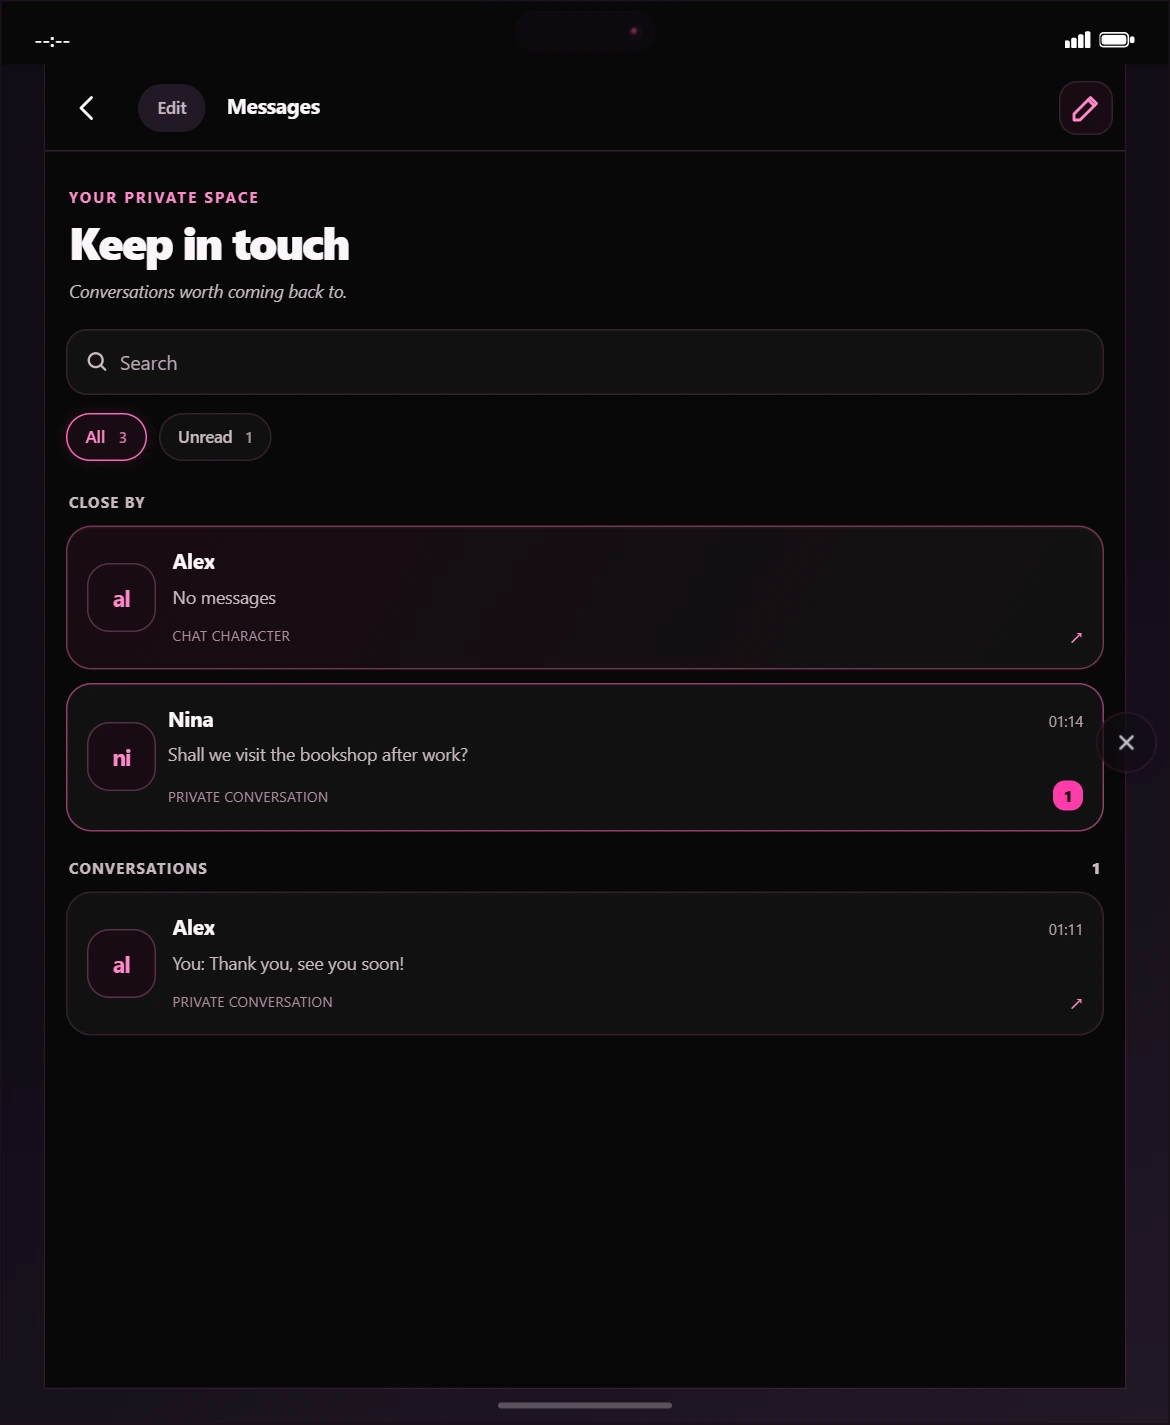 --:--
Edit
Messages
YOUR PRIVATE SPACE
Keep in touch
Conversations worth coming back to.
Search
All 3
Unread 1
CLOSE BY
al
Alex
No messages
CHAT CHARACTER
↗
ni
Nina
01:14
Shall we visit the bookshop after work?
PRIVATE CONVERSATION
1
CONVERSATIONS
1
al
Alex
01:11
You: Thank you, see you soon!
PRIVATE CONVERSATION
↗